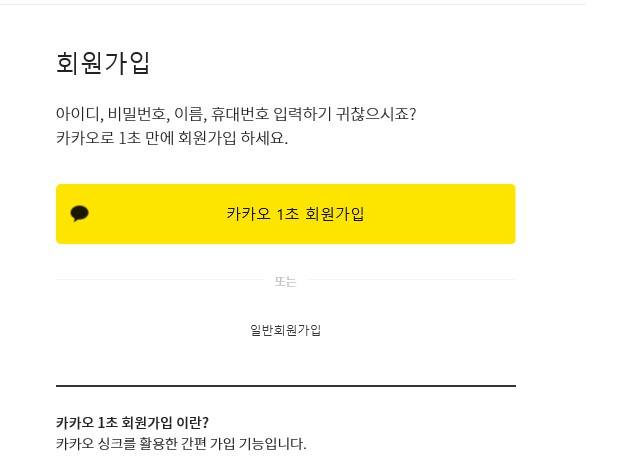 회원가입
아이디, 비밀번호, 이름, 휴대번호 입력하기 귀찮으시죠?
카카오로 1초 만에 회원가입 하세요.
카카오 1초 회원가입
또는
일반회원가입
카카오 1초 회원가입 이란?
카카오 싱크를 활용한 간편 가입 기능입니다.